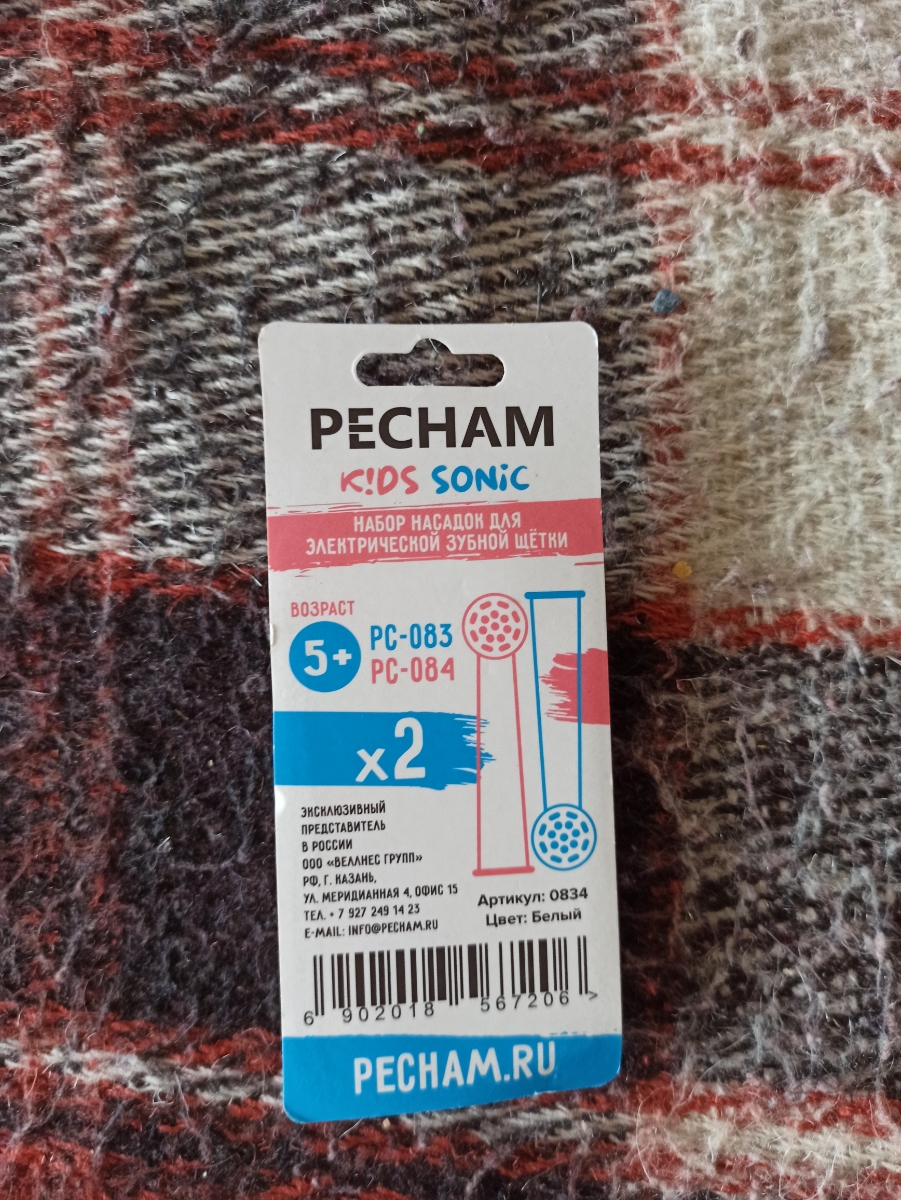 PECHAM
K!DS SONiC
НАБОР НАСАДОК ДЛЯ
ЭЛЕКТРИЧЕСКОЙ ЗУБНОЙ ЩЁТКИ
ВОЗРАСТ
5+
PC-083
PC-084
x2
ЭКСКЛЮЗИВНЫЙ
ПРЕДСТАВИТЕЛЬ
В РОССИИ
ООО «ВЕЛЛНЕС ГРУПП»
РФ, Г. КАЗАНЬ,
УЛ. МЕРИДИАННАЯ 4, ОФИС 15
ТЕЛ. + 7 927 249 14 23
E-MAIL: INFO@PECHAM.RU
Артикул: 0834
Цвет: Белый
6 902018 567206 >
PECHAM.RU